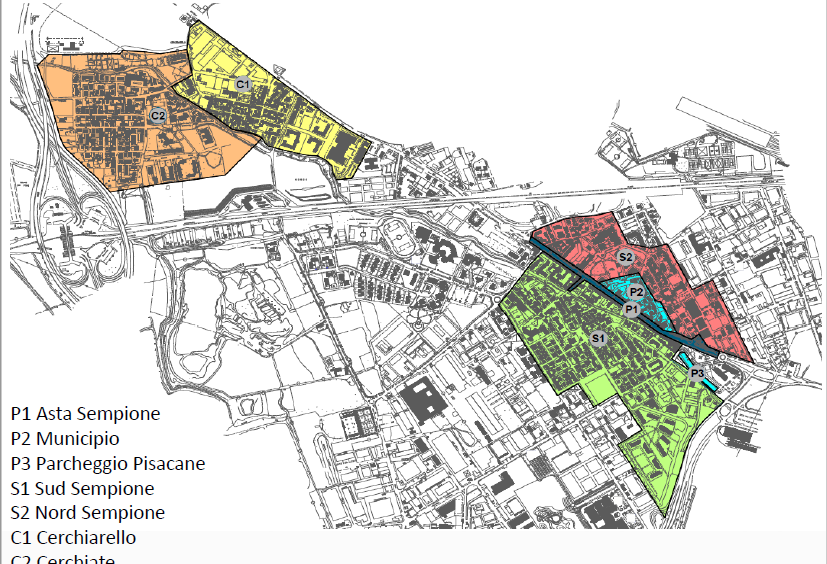 C1
C2
S2
P2
P1
S1
P3
P1 Asta Sempione
P2 Municipio
P3 Parcheggio Pisacane
S1 Sud Sempione
S2 Nord Sempione
C1 Cerchiarello
C2 Cerchiate